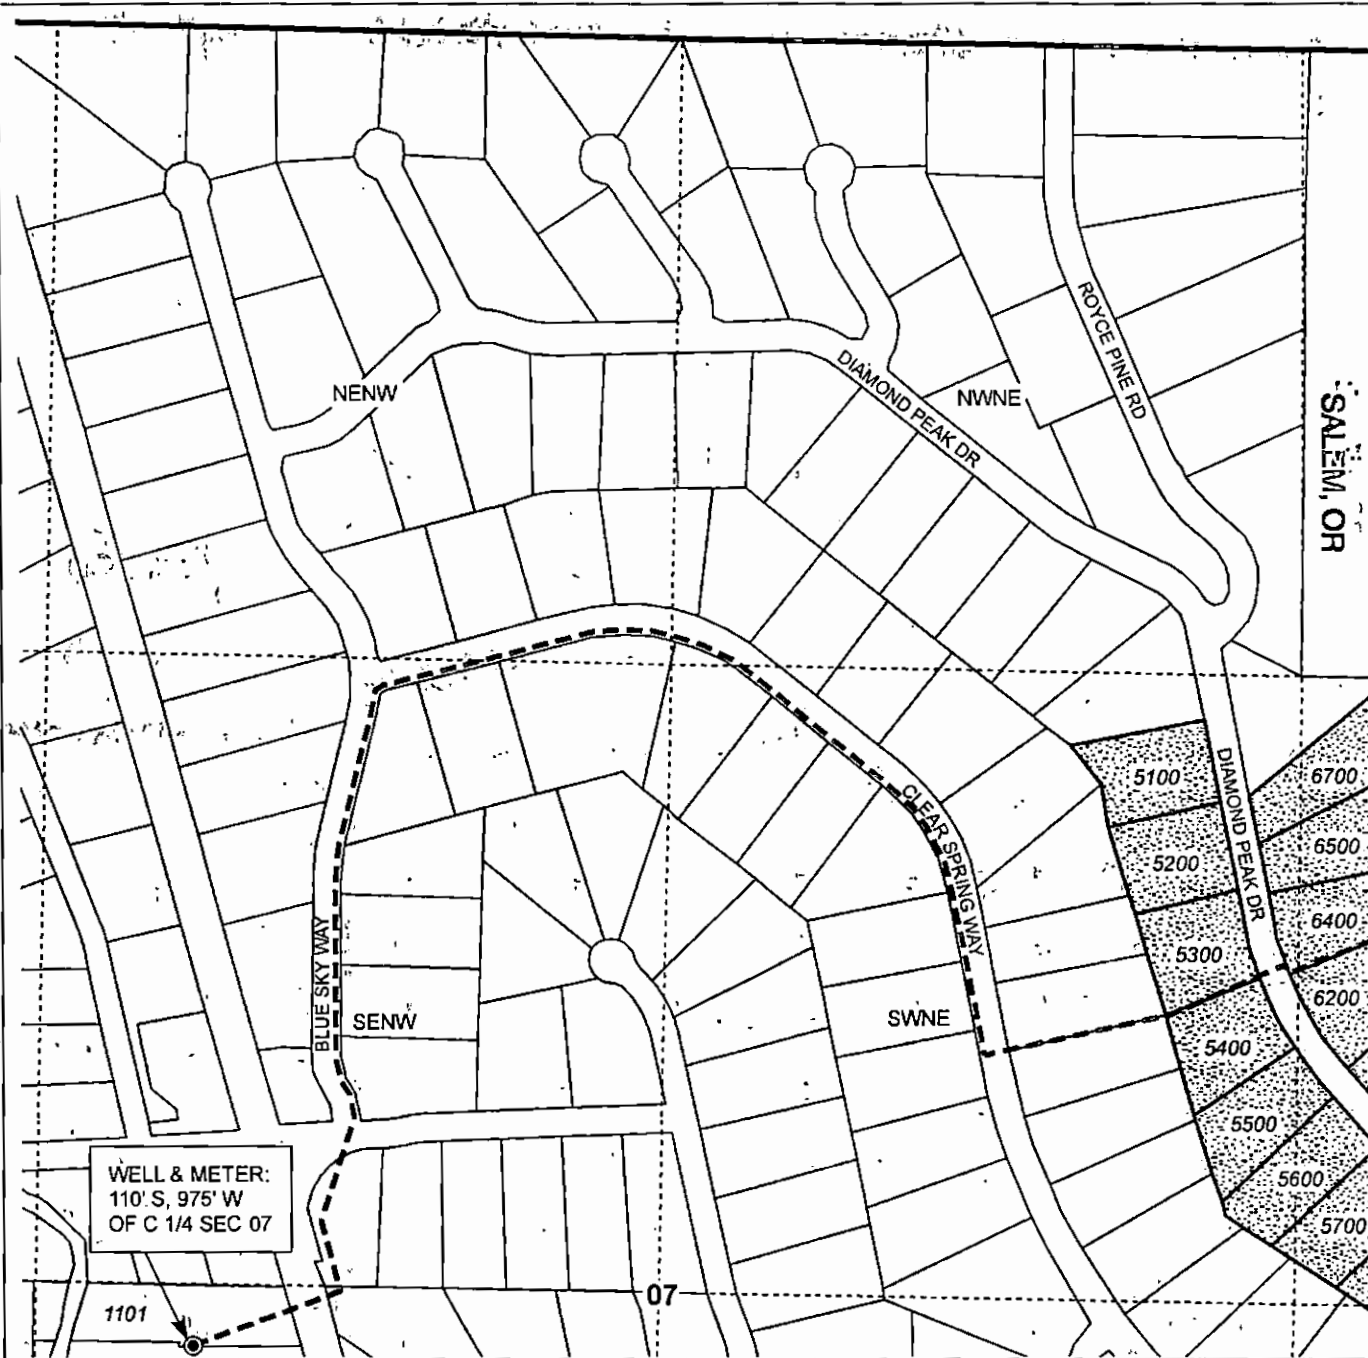 NENW
DIAMOND PEAK DR
NWNE
ROYCE PINE RD
SALEM, OR
5100
DIAMOND PEAK DR
6700
CLEAR SPRING WAY
5200
6500
6400
BLUE SKY WAY
5300
SENW
SWNE
6200
5400
5500
WELL & METER:
110' S, 975' W
OF C 1/4 SEC 07
5600
5700
07
1101